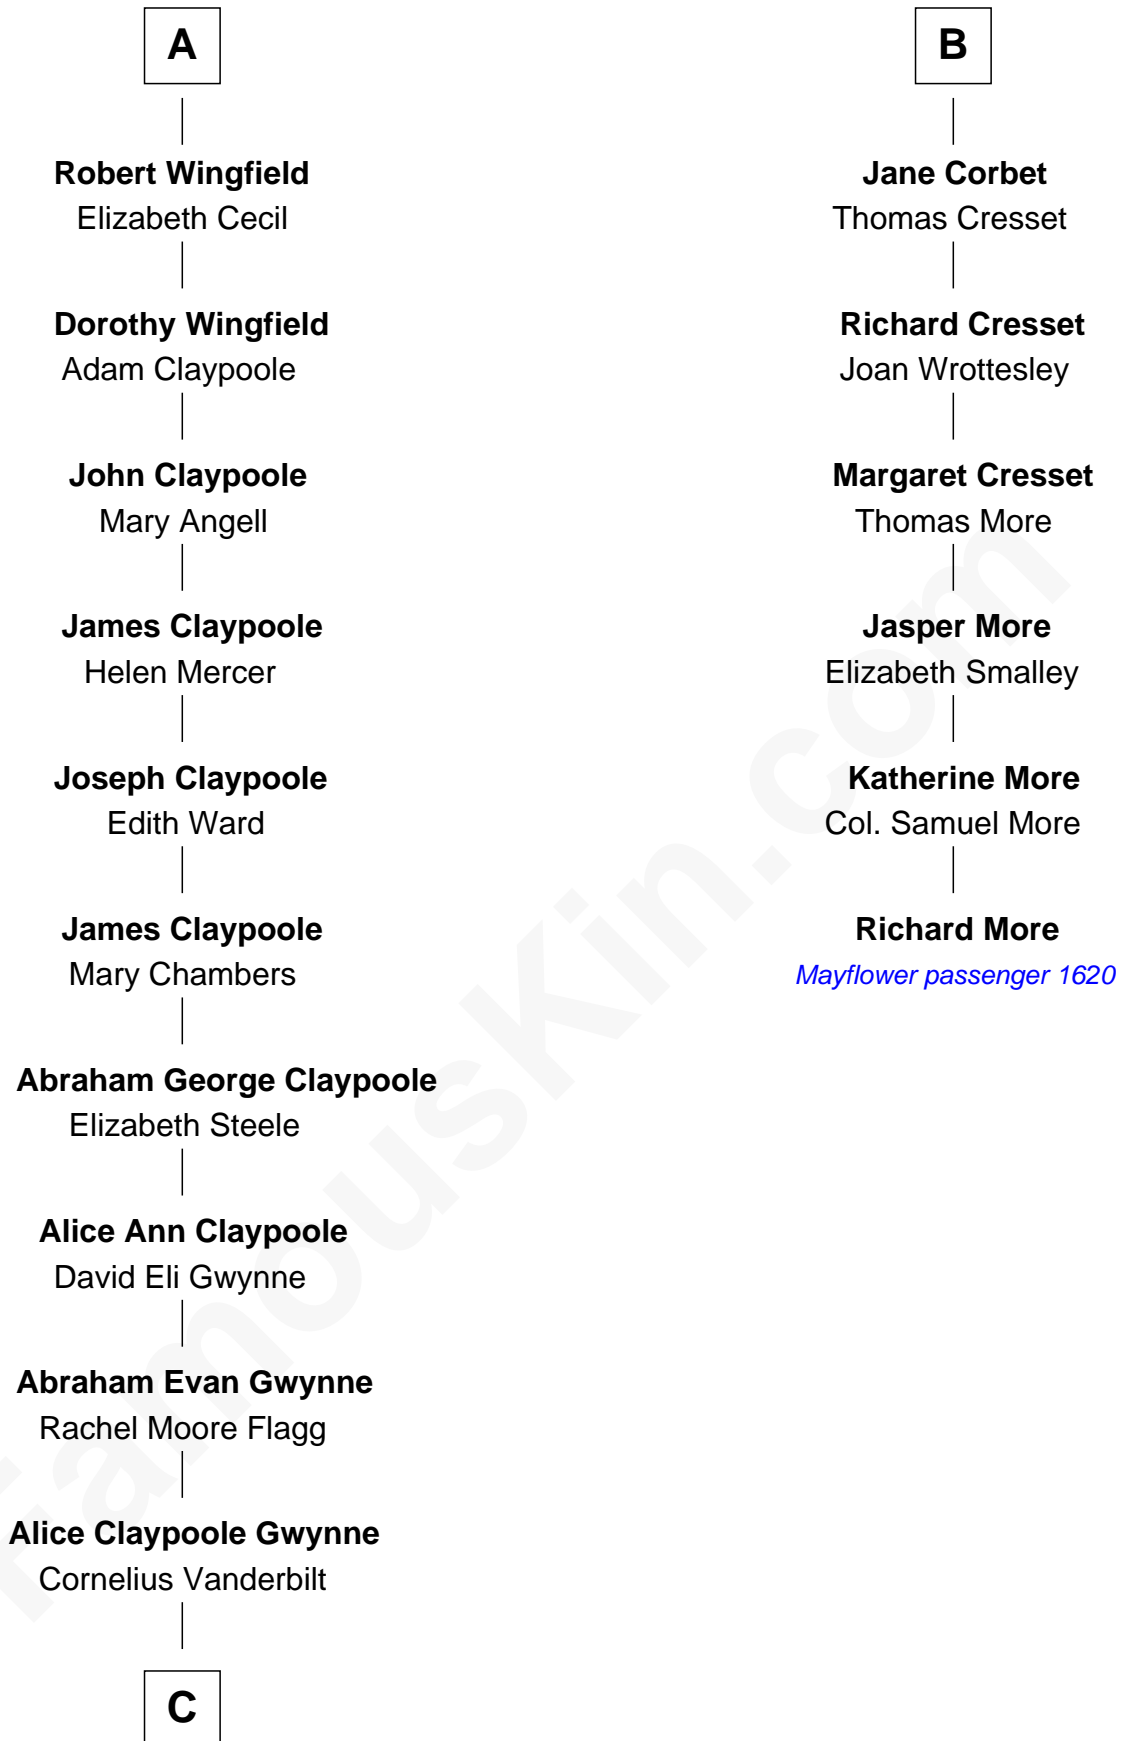 A
Robert Wingfield
Elizabeth Cecil
Dorothy Wingfield
Adam Claypoole
John Claypoole
Mary Angell
James Claypoole
Helen Mercer
Joseph Claypoole
Edith Ward
James Claypoole
Mary Chambers
Abraham George Claypoole
Elizabeth Steele
Alice Ann Claypoole
David Eli Gwynne
Abraham Evan Gwynne
Rachel Moore Flagg
Alice Claypoole Gwynne
Cornelius Vanderbilt
C
B
Jane Corbet
Thomas Cresset
Richard Cresset
Joan Wrottesley
Margaret Cresset
Thomas More
Jasper More
Elizabeth Smalley
Katherine More
Col. Samuel More
Richard More
Mayflower passenger 1620
FamousKin.com